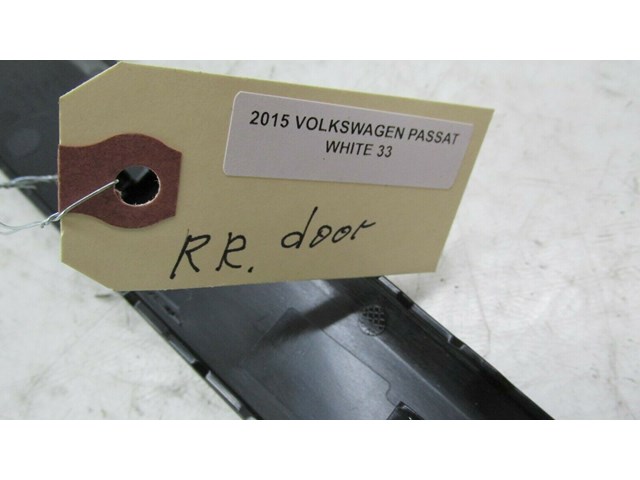 2015 VOLKSWAGEN PASSAT
WHITE 33
RR. door